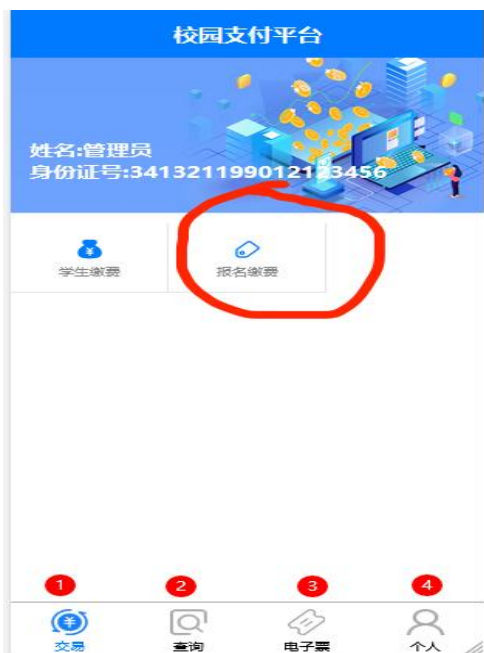 校园支付平台
姓名:管理员
身份证号:341321199012123456
学生缴费 报名缴费
1 2 3 4
交易 查询 电子票 个人